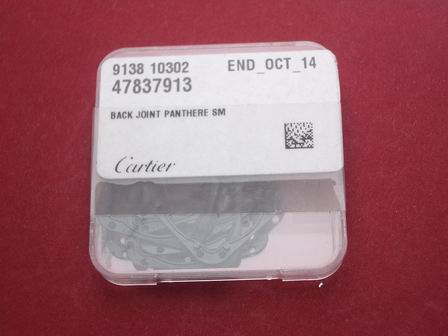 9138 10302 END_OCT_14
47837913
BACK JOINT PANTHERE SM
Cartier